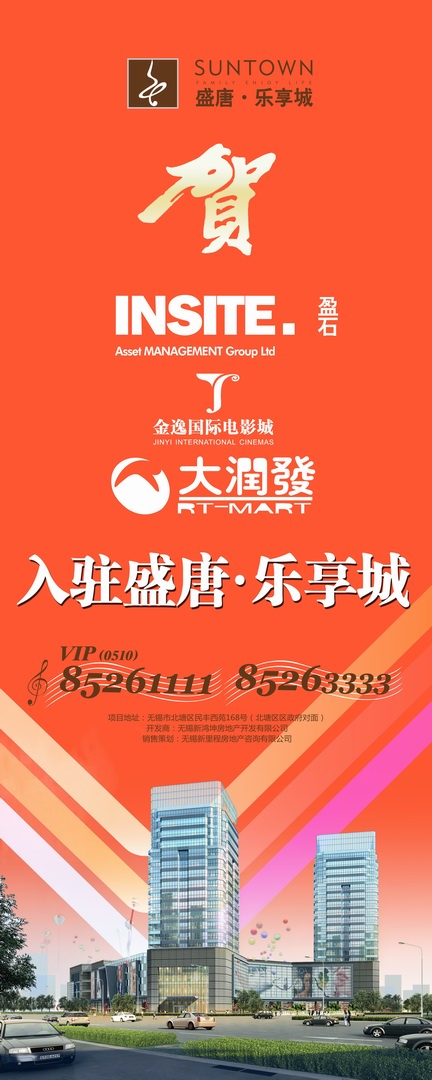 SUNTOWN
FAMILY ENJOY LIFE
盛唐·乐享城
賀
INSITE.
盈石
Asset MANAGEMENT Group Ltd
金逸国际电影城
JINYI INTERNATIONAL CINEMAS
大潤發
RT-MART
入驻盛唐·乐享城
VIP (0510)
85261111 85263333
项目地址：无锡市北塘区民丰西苑168号（北塘区区政府对面）
开发商：无锡新鸿坤房地产开发有限公司
销售策划：无锡新里程房地产咨询有限公司